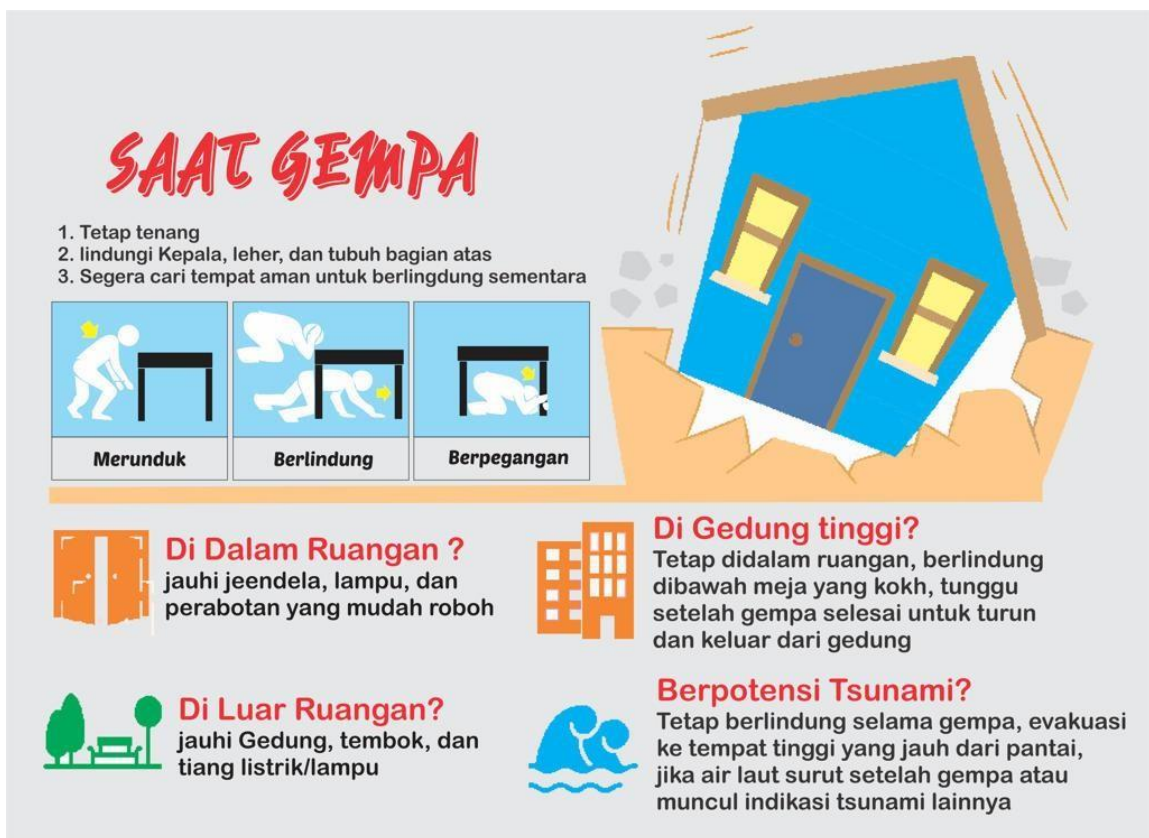 SAAT GEMPA
1. Tetap tenang
2. lindungi Kepala, leher, dan tubuh bagian atas
3. Segera cari tempat aman untuk berlingdung sementara
Merunduk
Berlindung
Berpegangan
Di Dalam Ruangan ?
jauhi jeendela, lampu, dan
perabotan yang mudah roboh
Di Gedung tinggi?
Tetap didalam ruangan, berlindung
dibawah meja yang kokh, tunggu
setelah gempa selesai untuk turun
dan keluar dari gedung
Di Luar Ruangan?
jauhi Gedung, tembok, dan
tiang listrik/lampu
Berpotensi Tsunami?
Tetap berlindung selama gempa, evakuasi
ke tempat tinggi yang jauh dari pantai,
jika air laut surut setelah gempa atau
muncul indikasi tsunami lainnya